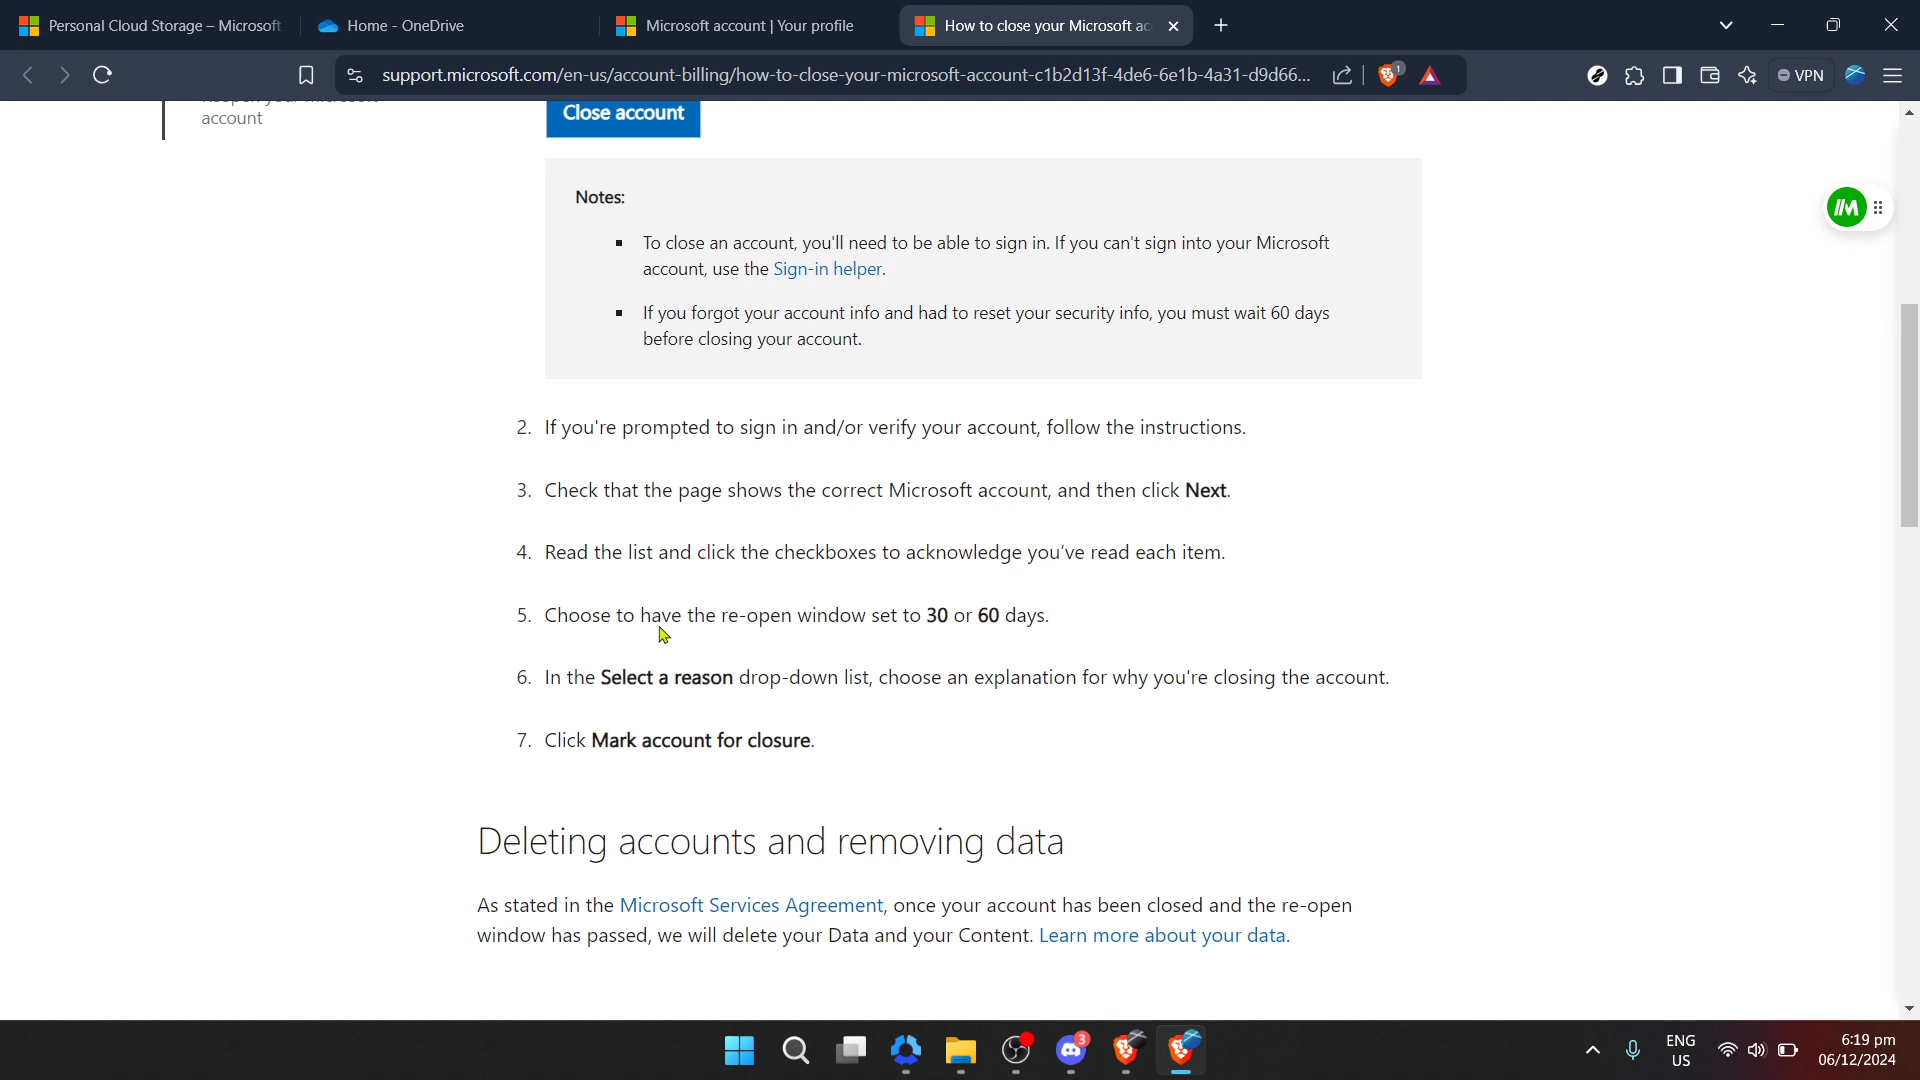 Personal Cloud Storage – Microsoft
Home - OneDrive
Microsoft account | Your profile
How to close your Microsoft ac
support.microsoft.com/en-us/account-billing/how-to-close-your-microsoft-account-c1b2d13f-4de6-6e1b-4a31-d9d66...
1
VPN
account
Close account
Notes:
To close an account, you'll need to be able to sign in. If you can't sign into your Microsoft
account, use the Sign-in helper.
If you forgot your account info and had to reset your security info, you must wait 60 days
before closing your account.
2. If you're prompted to sign in and/or verify your account, follow the instructions.
3. Check that the page shows the correct Microsoft account, and then click Next.
4. Read the list and click the checkboxes to acknowledge you've read each item.
5. Choose to have the re-open window set to 30 or 60 days.
6. In the Select a reason drop-down list, choose an explanation for why you're closing the account.
7. Click Mark account for closure.
Deleting accounts and removing data
As stated in the Microsoft Services Agreement, once your account has been closed and the re-open
window has passed, we will delete your Data and your Content. Learn more about your data.
3
ENG
US
6:19 pm
06/12/2024